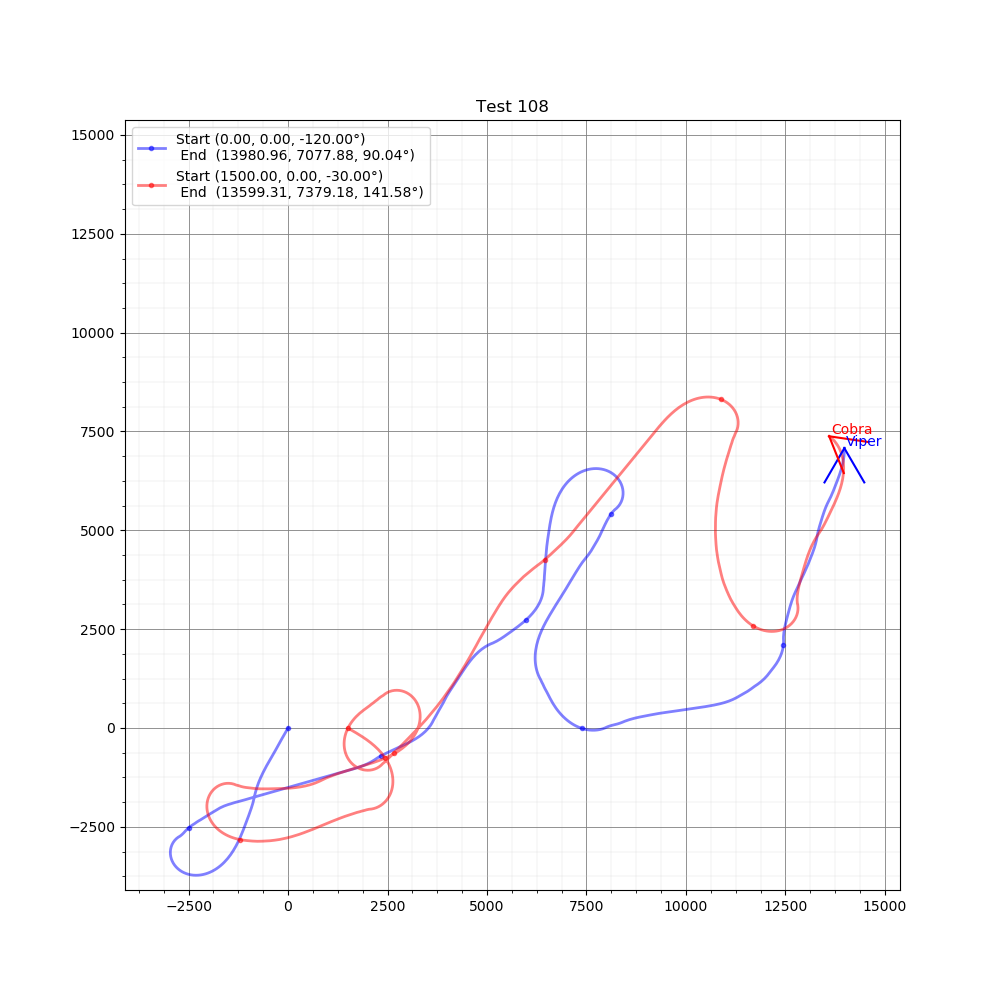 Test 108
Start (0.00, 0.00, -120.00°)
End  (13980.96, 7077.88, 90.04°)
Start (1500.00, 0.00, -30.00°)
End  (13599.31, 7379.18, 141.58°)
15000
12500
10000
7500
5000
2500
0
−2500
Cobra
Viper
−2500 0 2500 5000 7500 10000 12500 15000